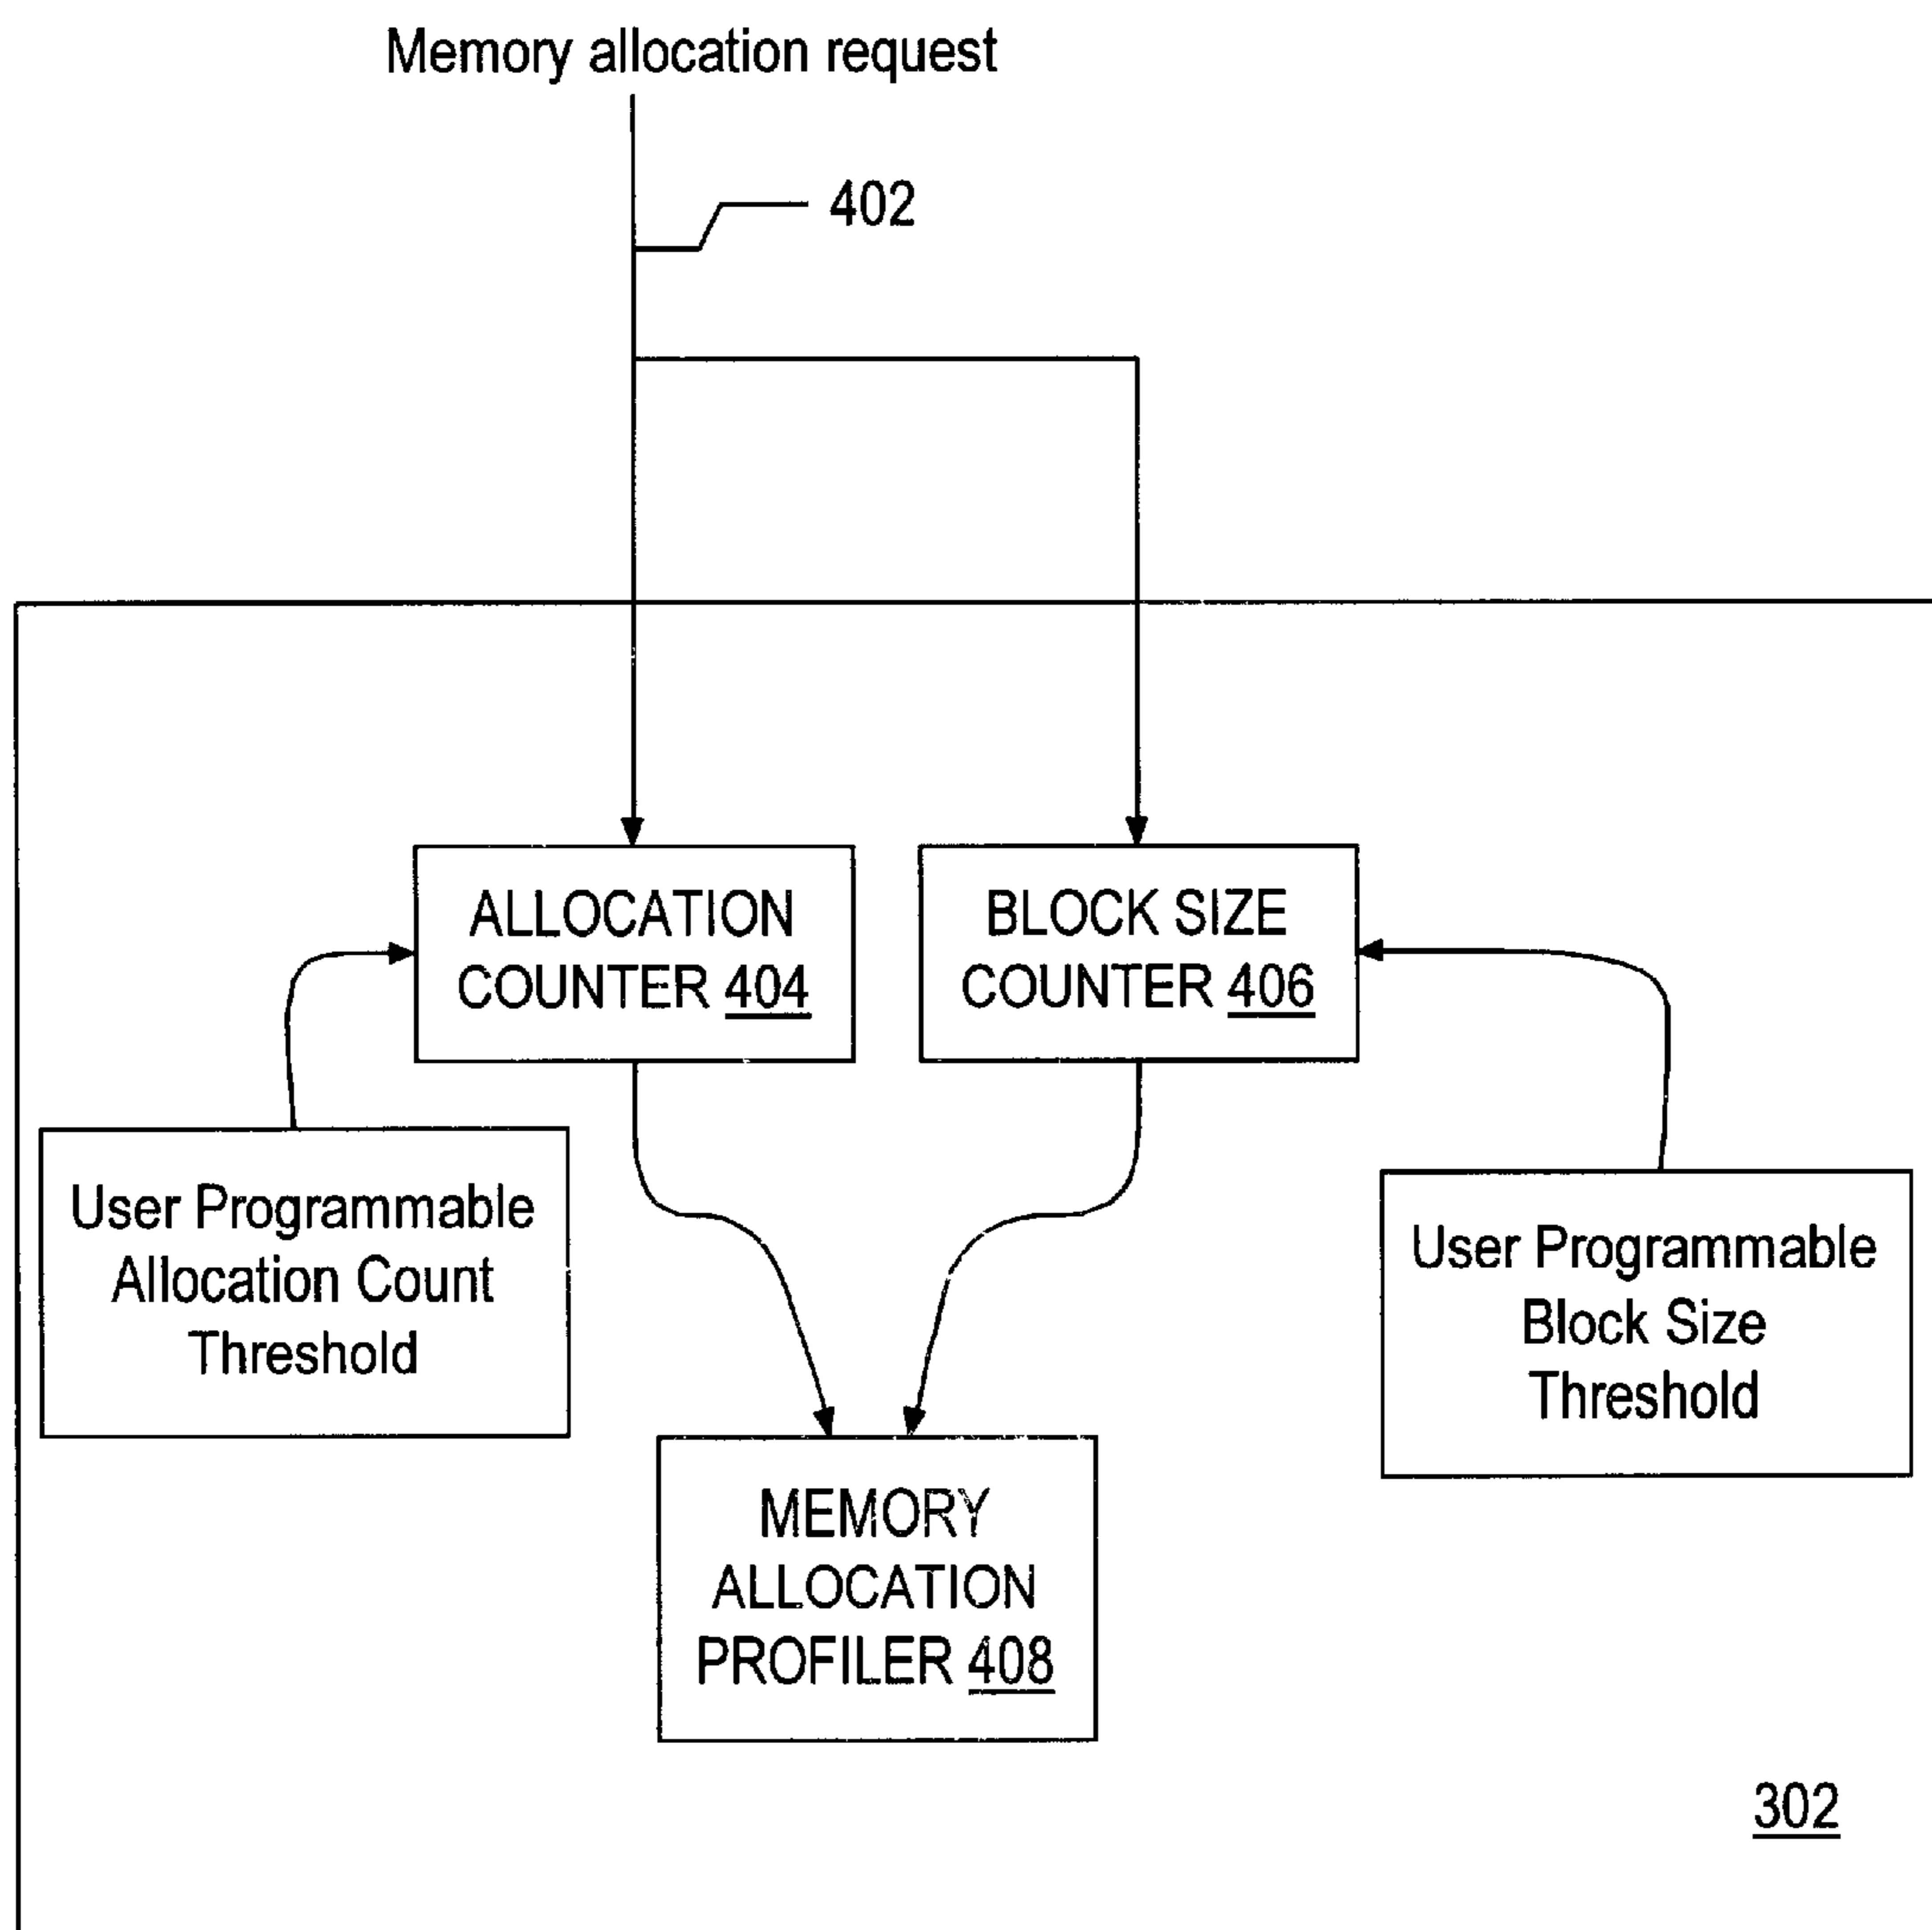 Memory allocation request
402
ALLOCATION
COUNTER 404
BLOCK SIZE
COUNTER 406
User Programmable
Allocation Count
Threshold
User Programmable
Block Size
Threshold
MEMORY
ALLOCATION
PROFILER 408
302